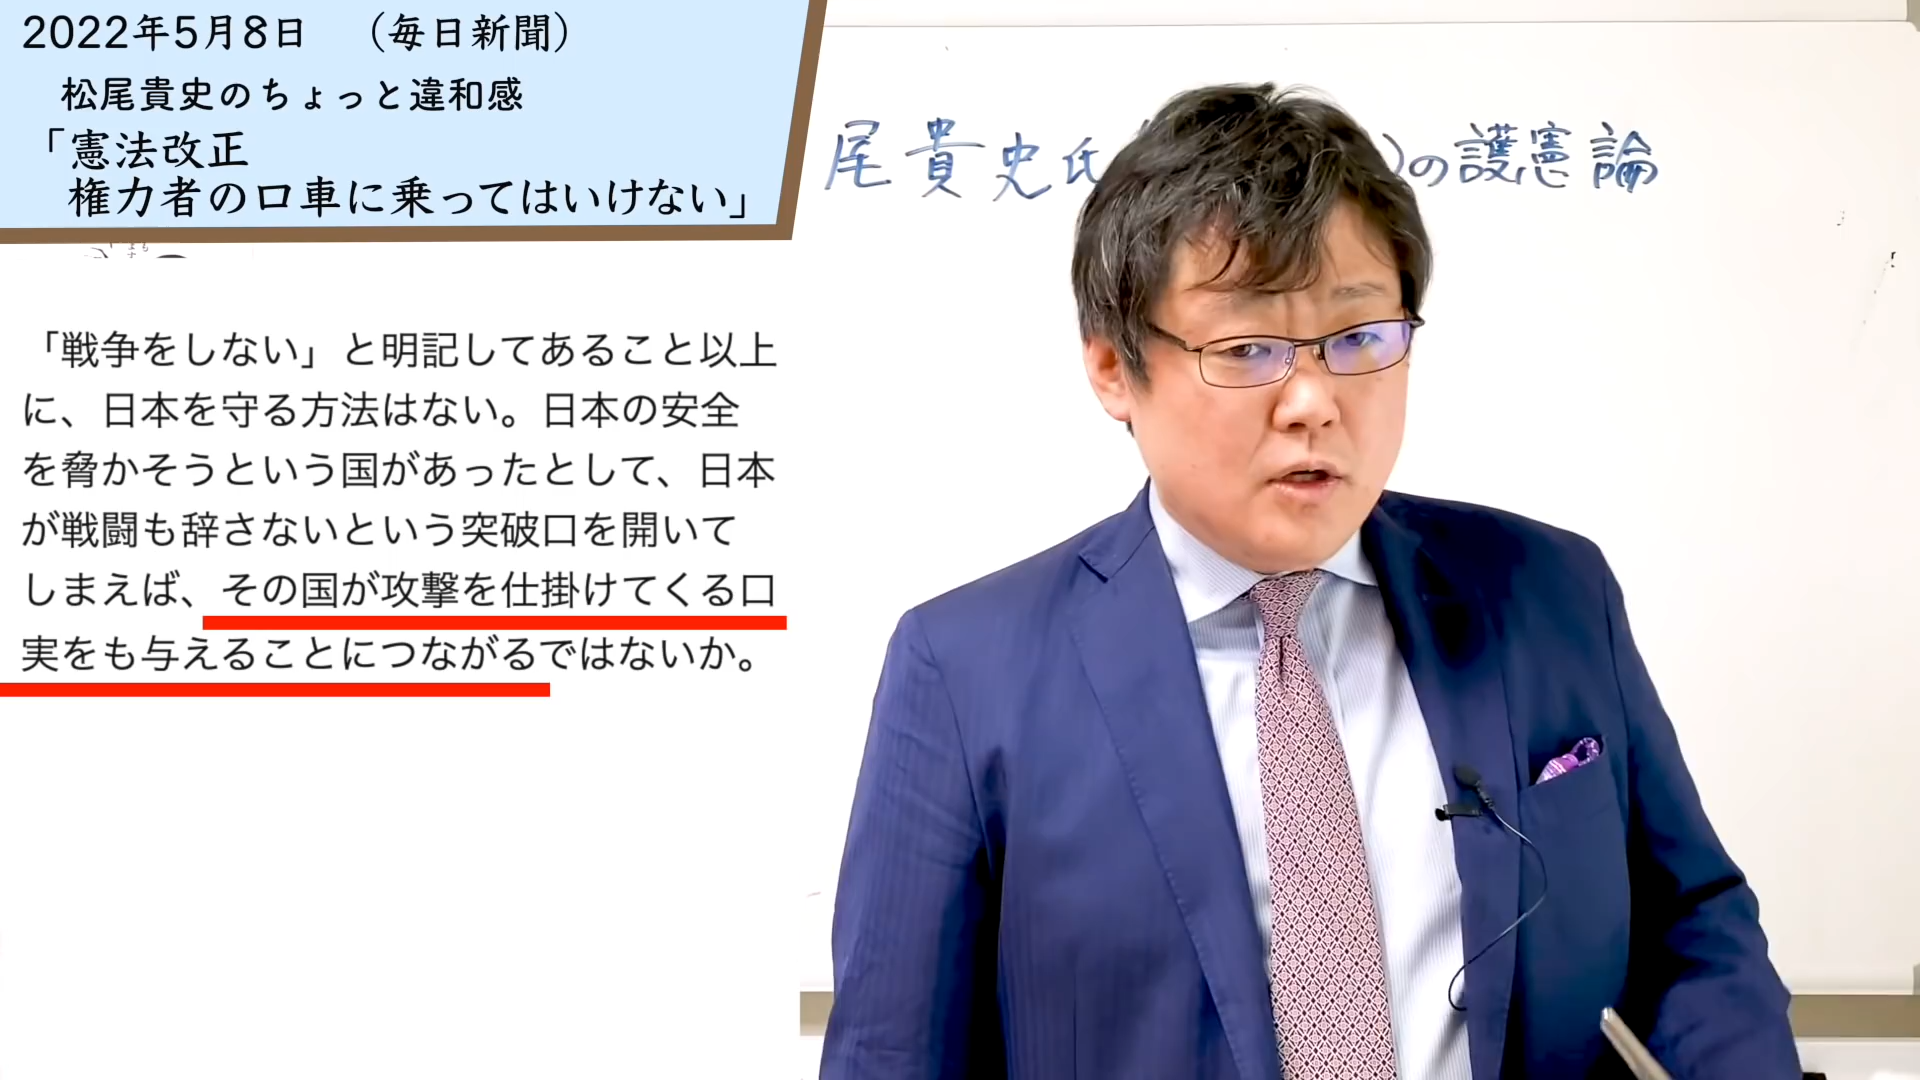 2022年5月8日 （毎日新聞）
松尾貴史のちょっと違和感
「憲法改正
権力者の口車に乗ってはいけない」
尾貴史氏 )の護憲論
「戦争をしない」と明記してあること以上
に、日本を守る方法はない。日本の安全
を脅かそうという国があったとして、日本
が戦闘も辞さないという突破口を開いて
しまえば、その国が攻撃を仕掛けてくる口
実をも与えることにつながるではないか。